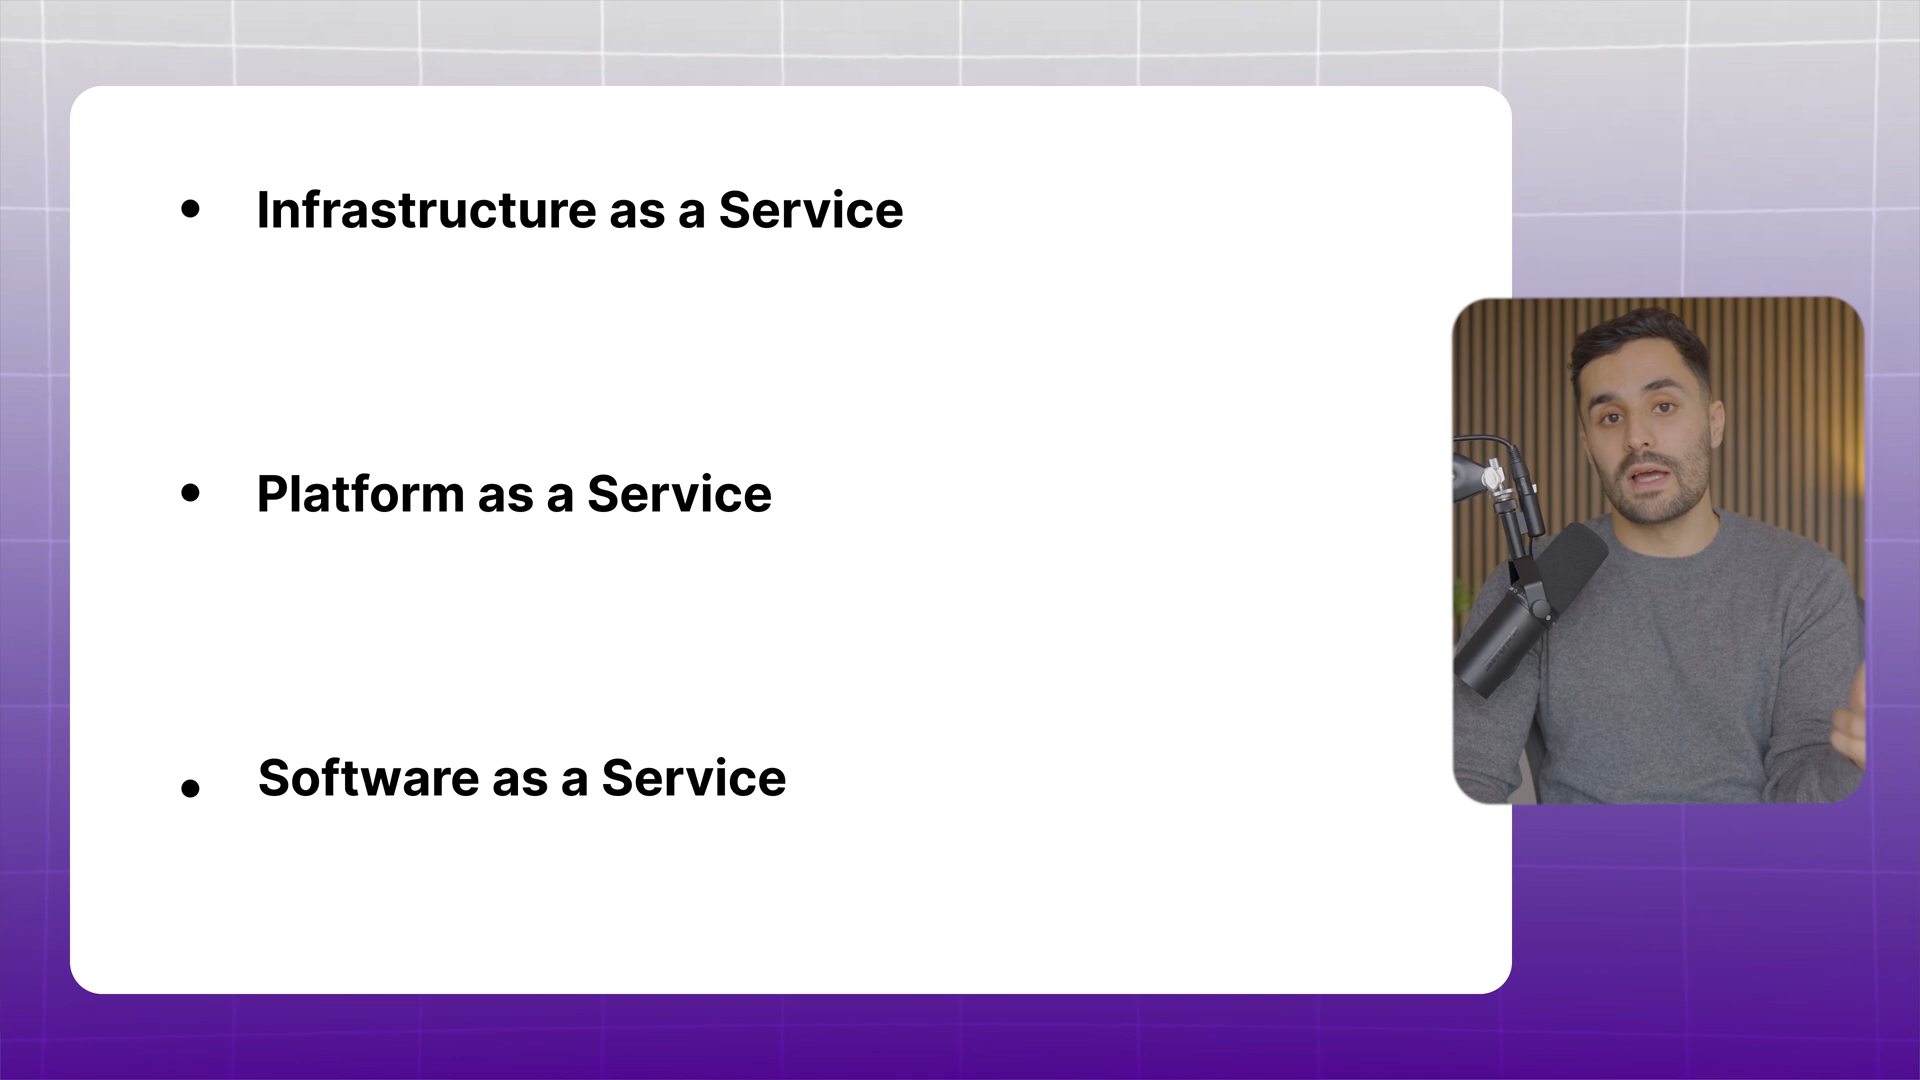 • Infrastructure as a Service
• Platform as a Service
• Software as a Service